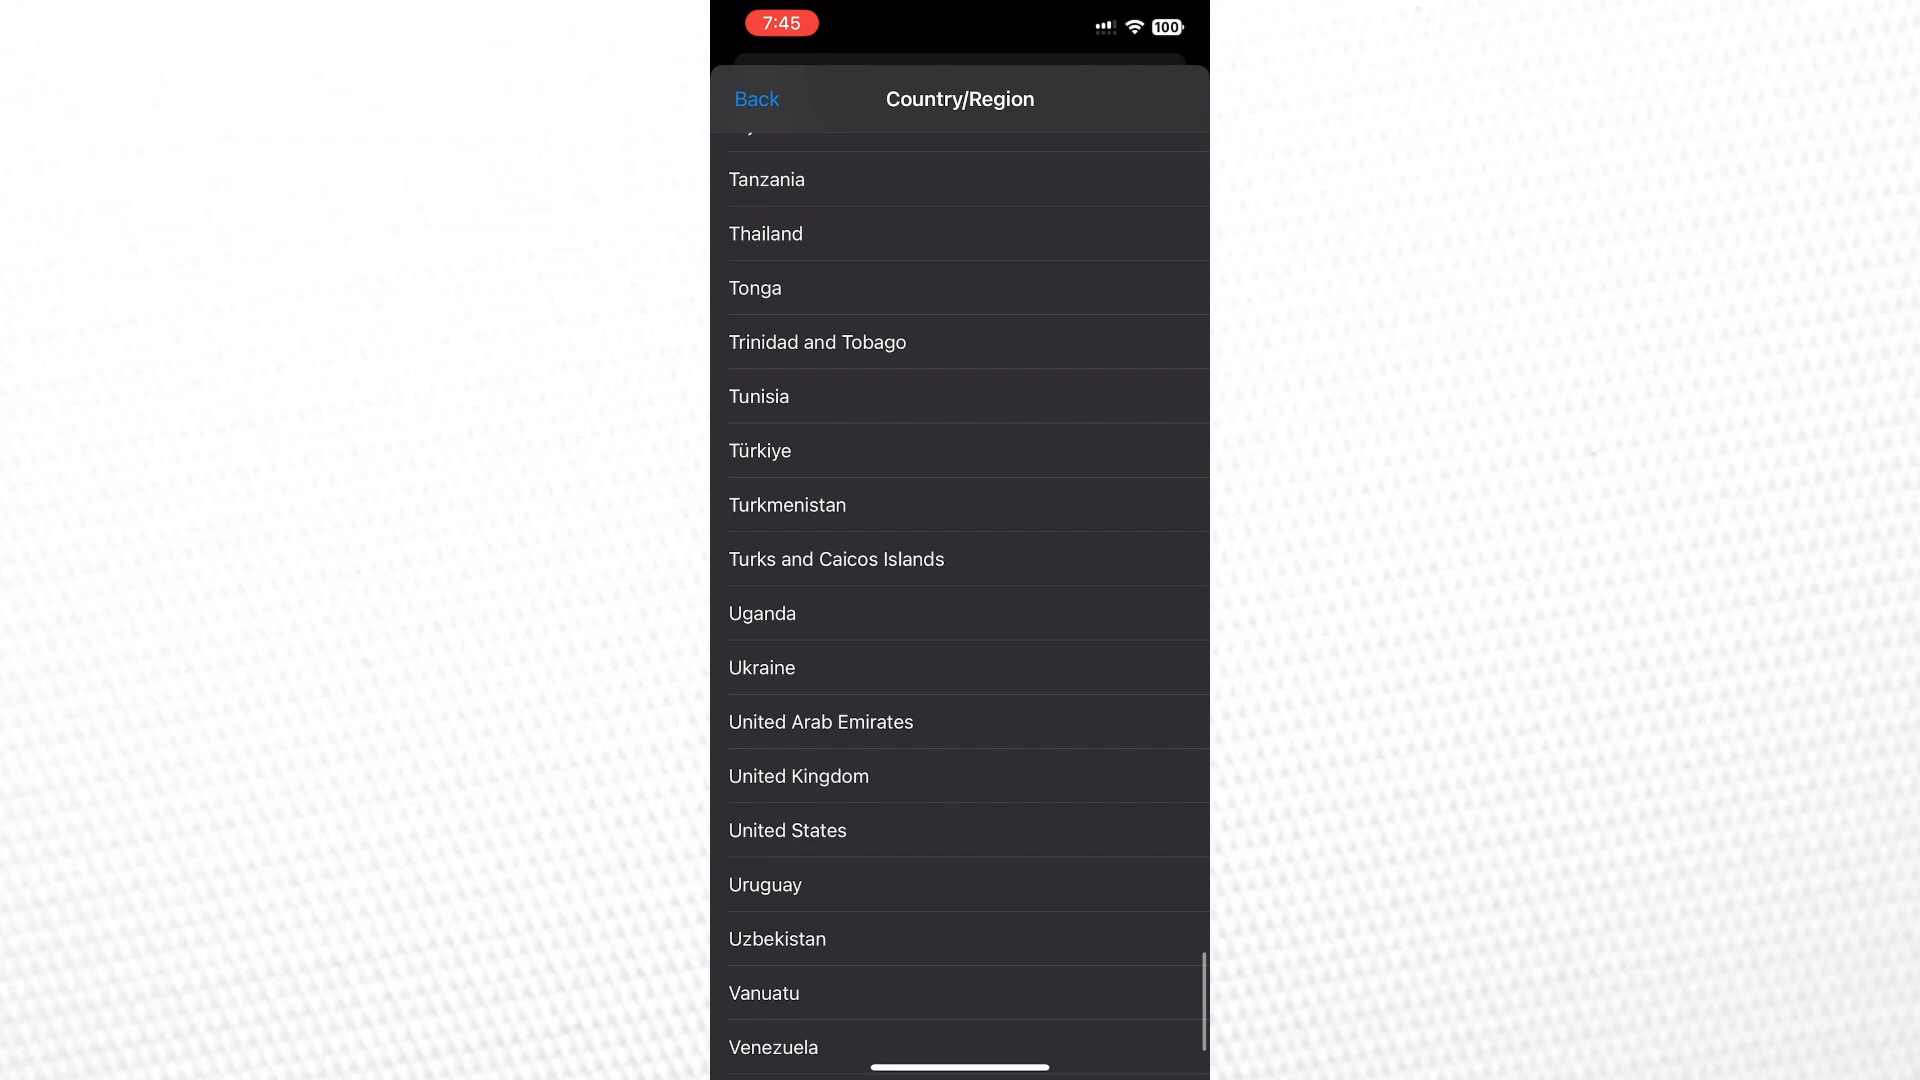 7:45
100
Back
Country/Region
Tanzania
Thailand
Tonga
Trinidad and Tobago
Tunisia
Türkiye
Turkmenistan
Turks and Caicos Islands
Uganda
Ukraine
United Arab Emirates
United Kingdom
United States
Uruguay
Uzbekistan
Vanuatu
Venezuela